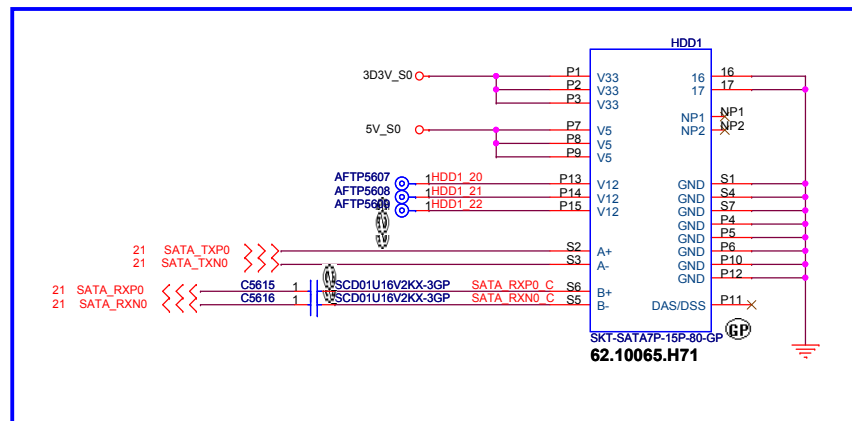 HDD1
3D3V_S0 P1 V33 16 16
P2 V33 17 17
P3 V33
NP1 NP1
5V_S0 P7 V5 NP2 NP2
P8 V5
P9 V5
AFTP5607 1 HDD1_20 P13 V12 GND S1
AFTP5608 1 HDD1_21 P14 V12 GND S4
AFTP5609 1 HDD1_22 P15 V12 GND S7
GND P4
GND P5
21 SATA_TXP0 S2 A+ GND P6
21 SATA_TXN0 S3 A- GND P10
GND P12
21 SATA_RXP0 C5615 1 SCD01U16V2KX-3GP SATA_RXP0_C S6 B+
21 SATA_RXN0 C5616 1 SCD01U16V2KX-3GP SATA_RXN0_C S5 B- DAS/DSS P11
SKT-SATA7P-15P-80-GP GP
62.10065.H71